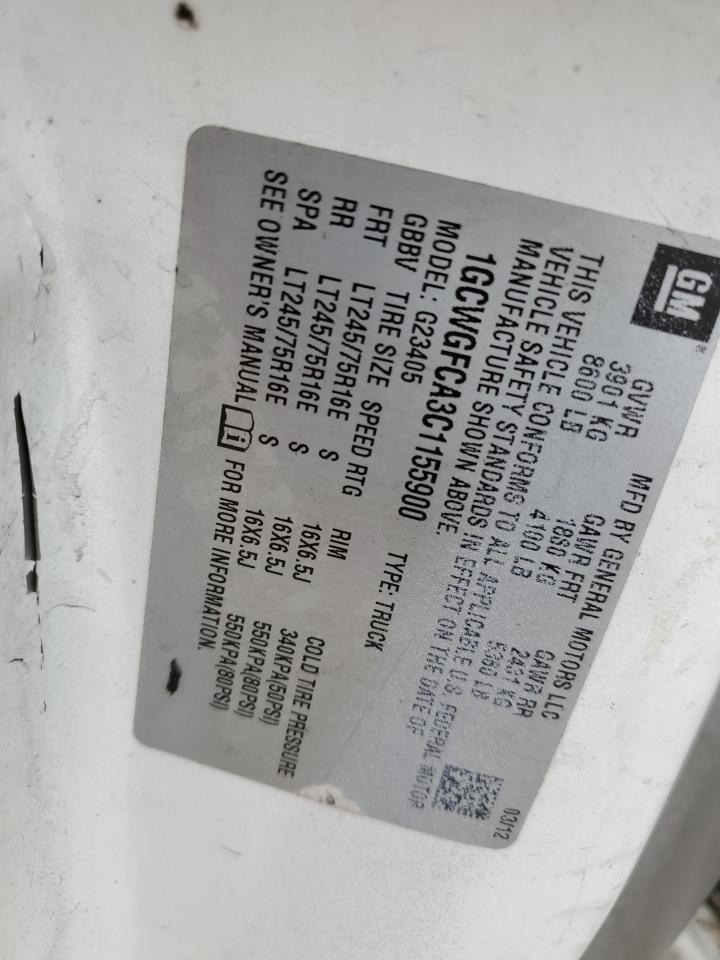 GM
MFD BY GENERAL MOTORS LLC
03/12
GVWR GAWR FRT GAWR RR
3901 KG 1860 KG
8600 LB 4100 LB
THIS VEHICLE CONFORMS TO ALL APPLICABLE U.S. FEDERAL MOTOR
VEHICLE SAFETY STANDARDS IN EFFECT ON THE DATE OF
MANUFACTURE SHOWN ABOVE.
1GCWGFCA3C1155900 TYPE: TRUCK
MODEL: G23405
GBBV TIRE SIZE SPEED RTG RIM COLD TIRE PRESSURE
FRT LT245/75R16E S 16X6.5J 340KPA(50PSI)
RR LT245/75R16E S 16X6.5J 550KPA(80PSI)
SPA LT245/75R16E S 16X6.5J 550KPA(80PSI)
SEE OWNER'S MANUAL FOR MORE INFORMATION.